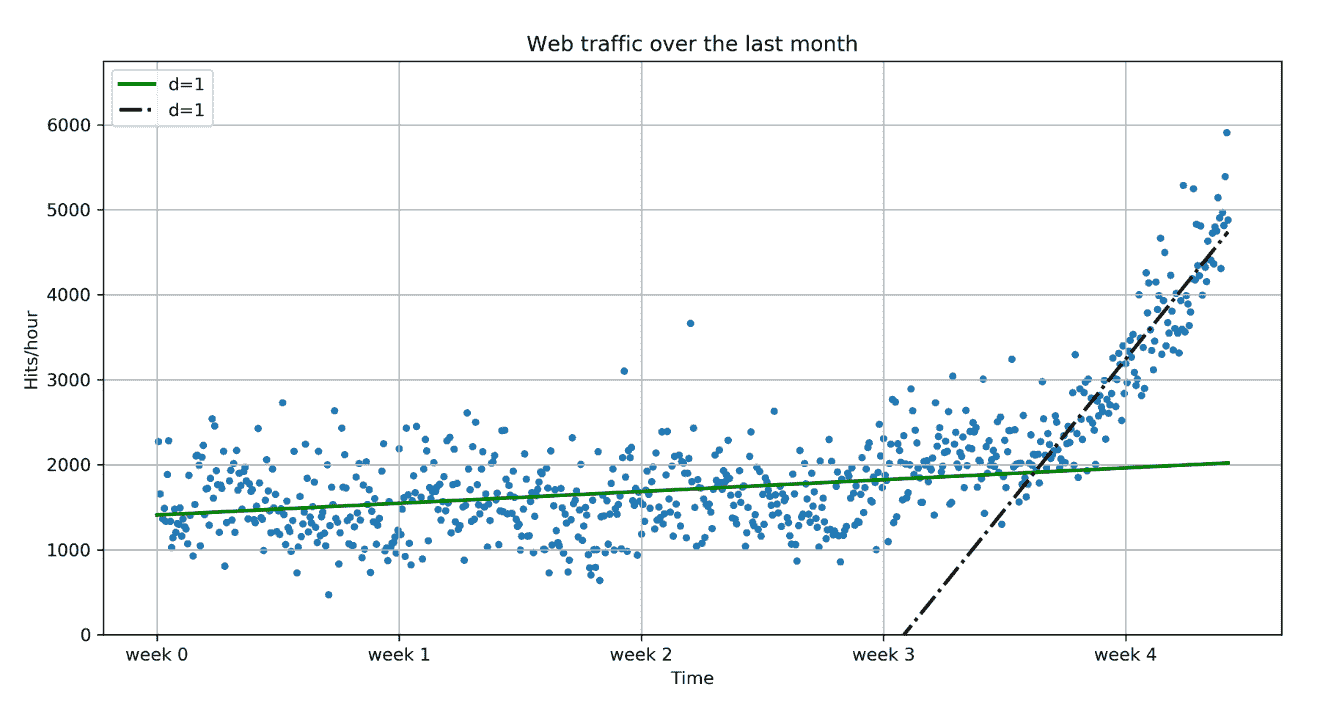 Web traffic over the last month
d=1
d=1
Hits/hour
6000
5000
4000
3000
2000
1000
0
week 0 week 1 week 2 week 3 week 4
Time